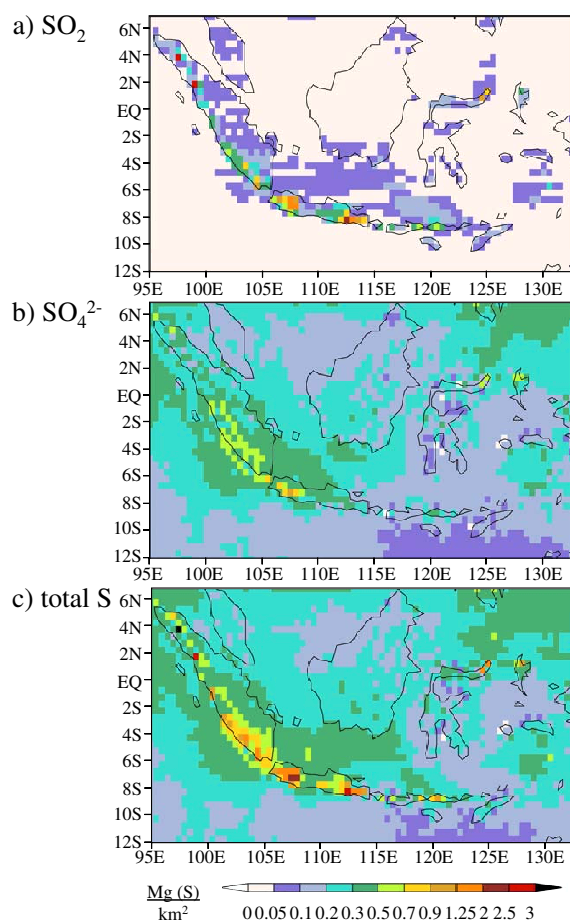 a) SO2
6N
4N
2N
EQ
2S
4S
6S
8S
10S
12S
95E 100E 105E 110E 115E 120E 125E 130E
b) SO4 2-
6N
4N
2N
EQ
2S
4S
6S
8S
10S
12S
95E 100E 105E 110E 115E 120E 125E 130E
c) total S
6N
4N
2N
EQ
2S
4S
6S
8S
10S
12S
95E 100E 105E 110E 115E 120E 125E 130E
Mg (S)
km2
0 0.05 0.1 0.2 0.3 0.5 0.7 0.9 1.25 2 2.5 3